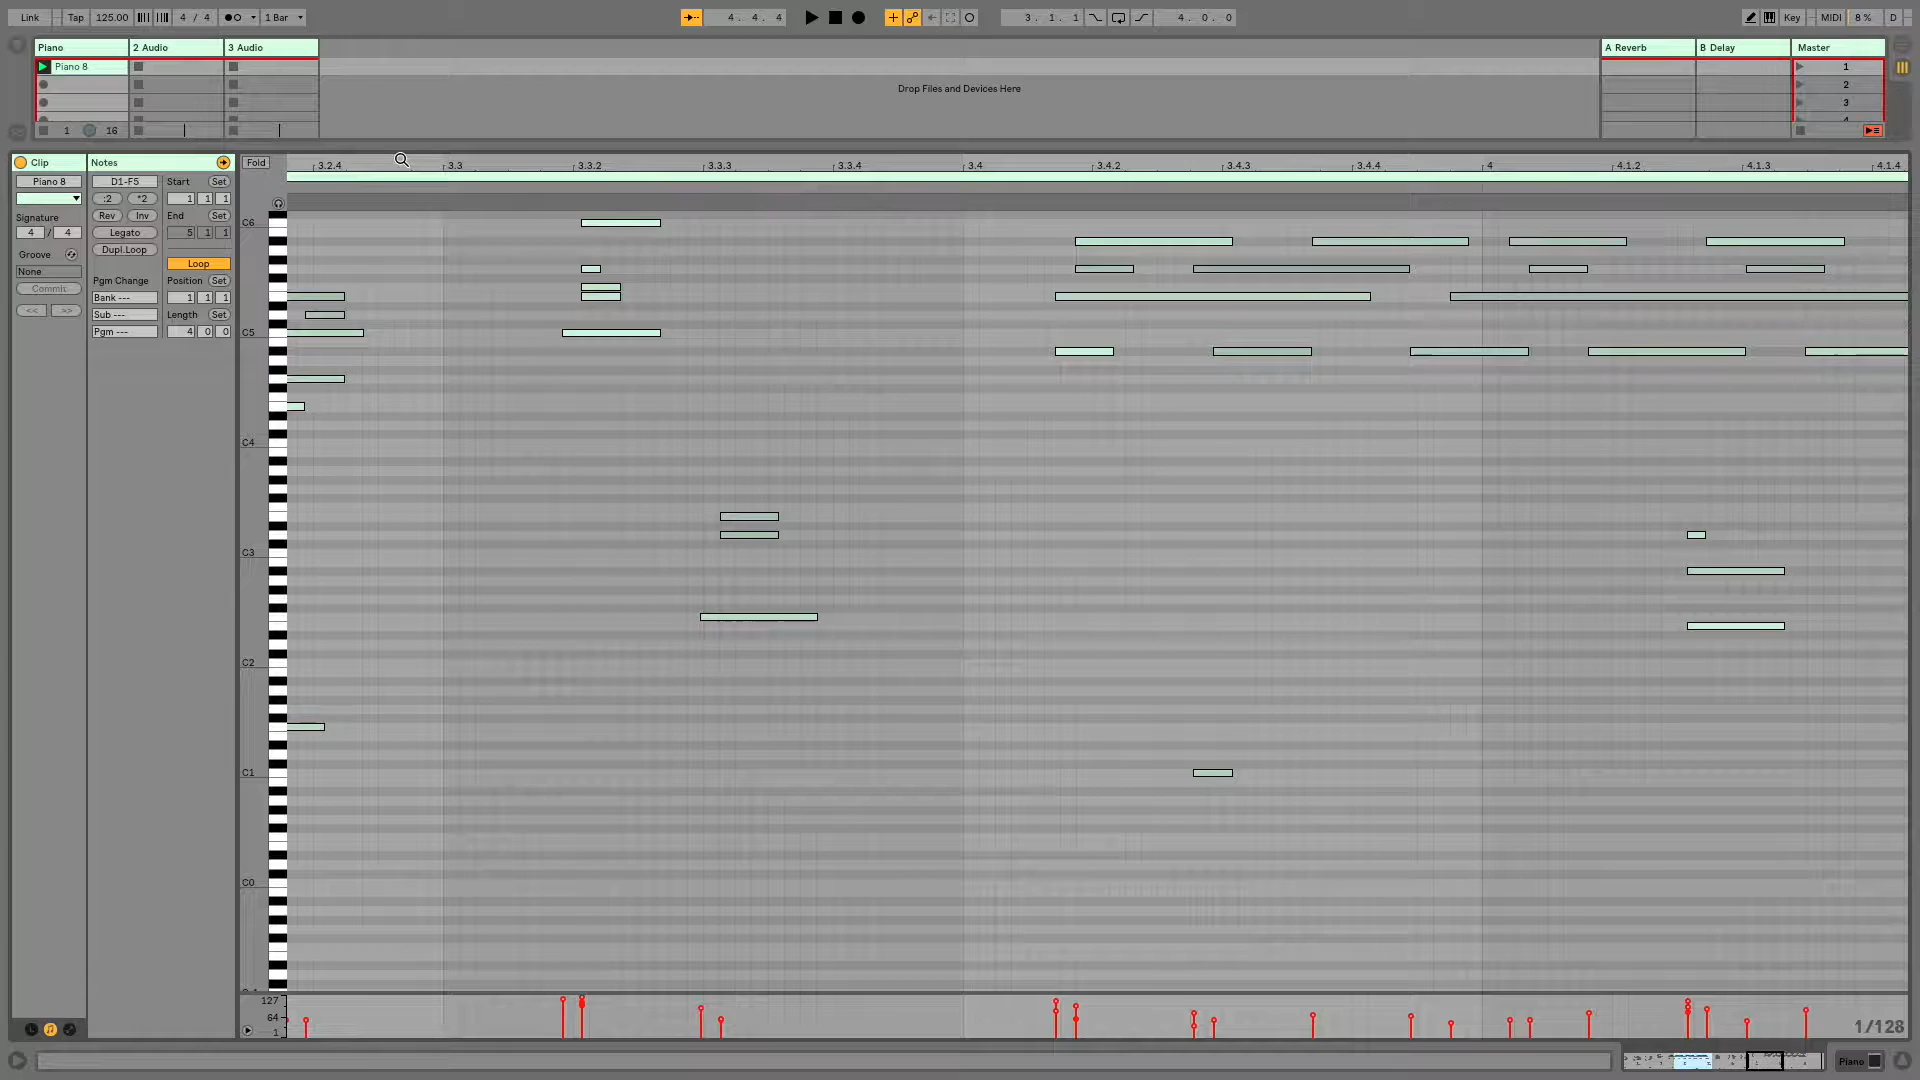 Link Tap 125.00 4 / 4 1 Bar 4. 4. 4 3. 1. 1 4. 0. 0 Key MIDI 8 % D
Piano 2 Audio 3 Audio A Reverb B Delay Master
Piano 8 1
Drop Files and Devices Here 2
3
1 16
Clip Notes Fold 3.2.4 3.3 3.3.2 3.3.3 3.3.4 3.4 3.4.2 3.4.3 3.4.4 4 4.1.2 4.1.3 4.1.4
Piano 8 D1-F5 Start Set
:2 *2 1 1 1
Signature Rev Inv End Set
4 / 4 Legato 5 1 1
Groove Dupl.Loop
None Loop
Commit Pgm Change Position Set
<< >> Bank --- 1 1 1
Sub --- Length Set
Pgm --- 4 0 0
C6
C5
C4
C3
C2
C1
C0
127
64
1
1/128
Piano